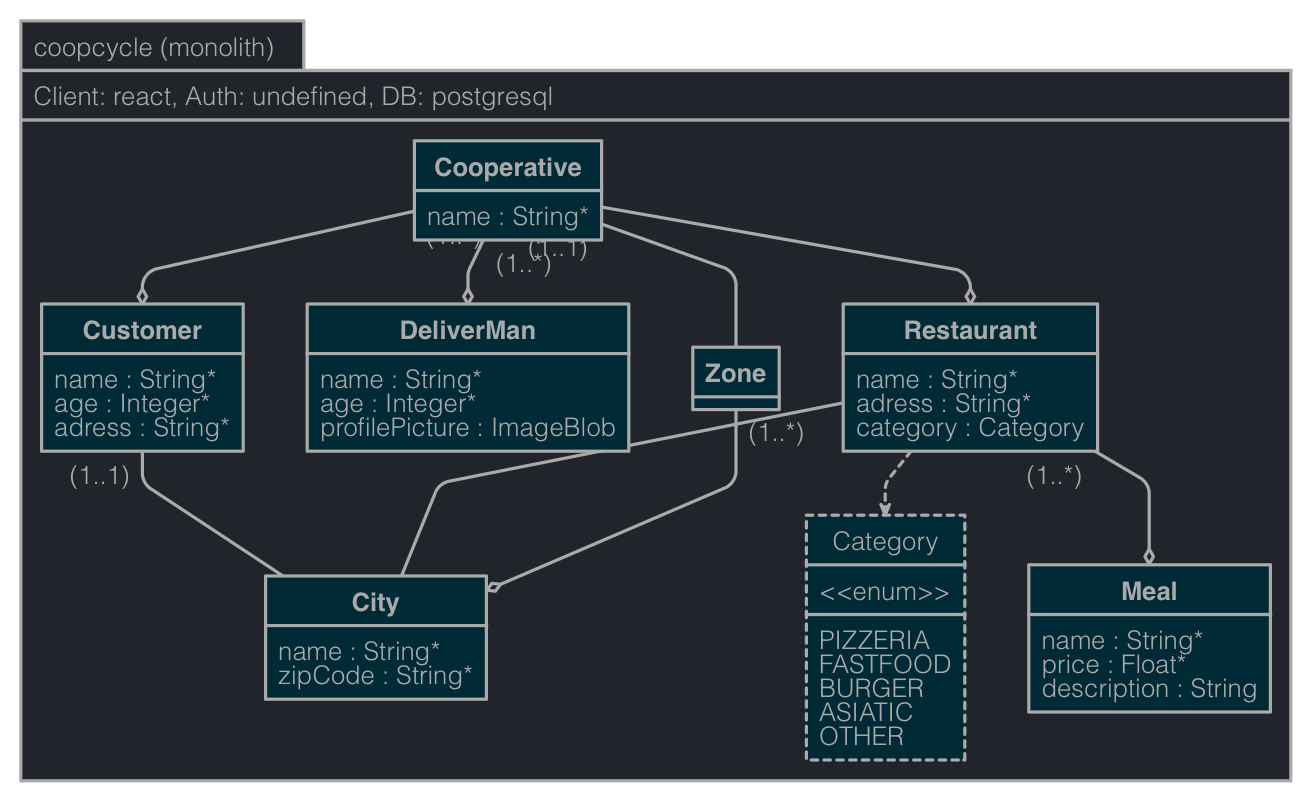 coopcycle (monolith)
Client: react, Auth: undefined, DB: postgresql
Cooperative
name : String*
(1..1)
(1..*)
Customer
name : String*
age : Integer*
adress : String*
(1..1)
DeliverMan
name : String*
age : Integer*
profilePicture : ImageBlob
Zone
(1..*)
Restaurant
name : String*
adress : String*
category : Category
(1..*)
City
name : String*
zipCode : String*
Category
<<enum>>
PIZZERIA
FASTFOOD
BURGER
ASIATIC
OTHER
Meal
name : String*
price : Float*
description : String